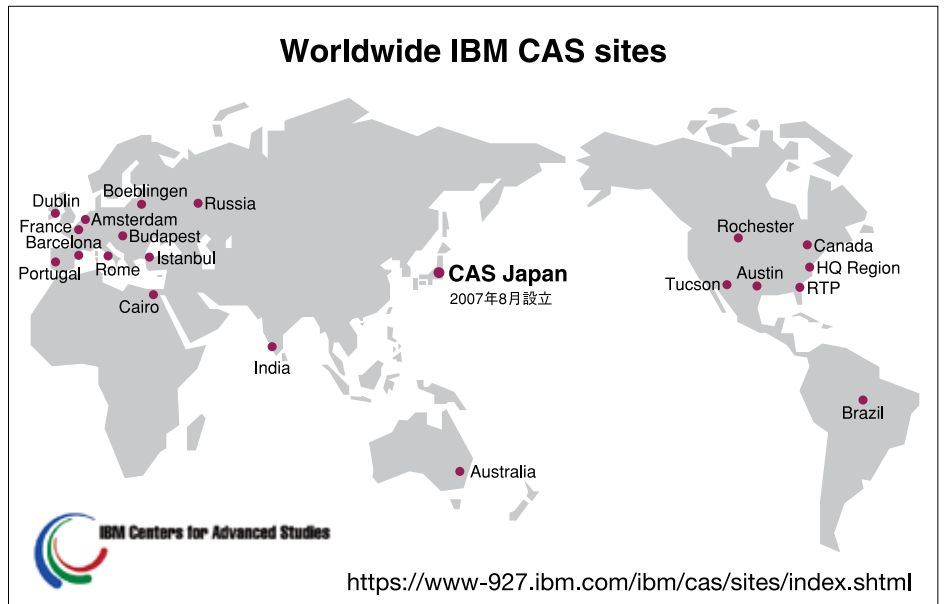 Worldwide IBM CAS sites
Boeblingen
Dublin
Russia
Amsterdam
France
Budapest
Barcelona
Istanbul
Portugal
Rome
Cairo
CAS Japan
2007年8月設立
India
Australia
Rochester
Canada
HQ Region
Tucson
Austin
RTP
Brazil
IBM Centers for Advanced Studies
https://www-927.ibm.com/ibm/cas/sites/index.shtml